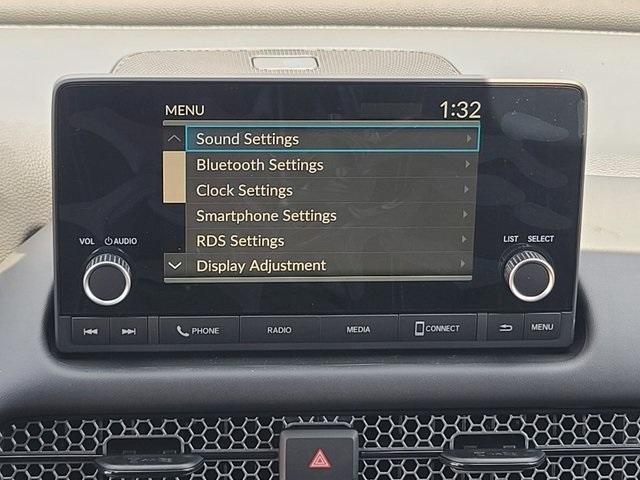 MENU 1:32
Sound Settings
Bluetooth Settings
Clock Settings
Smartphone Settings
RDS Settings
Display Adjustment
VOL AUDIO
LIST SELECT
PHONE RADIO MEDIA CONNECT MENU